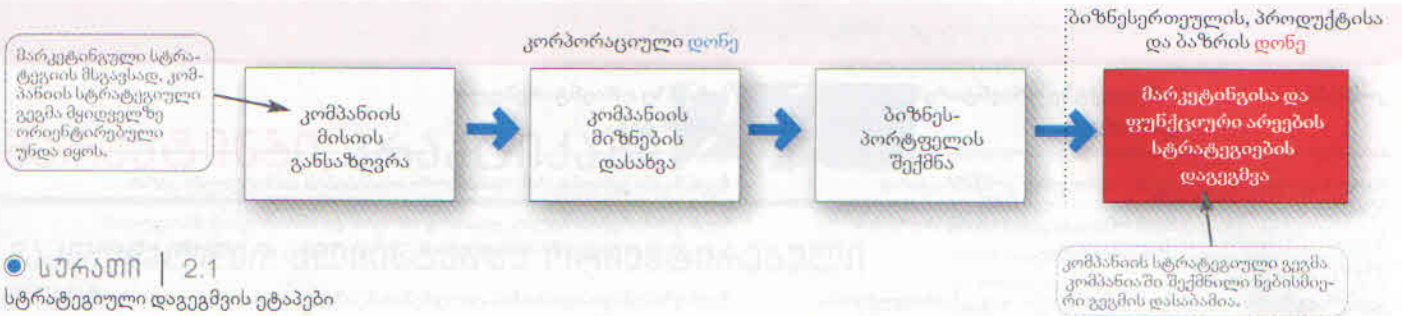 მარკეტინგული სტრა-
ტეგიის მსგავსად, კომ-
პანიის სტრატეგიული
გეგმა მყიდველზე
ორიენტირებული
უნდა იყოს.
კომპანიის
მისიის
განსაზღვრა
კორპორაციული დონე
კომპანიის
მიზნების
დასახვა
ბიზნეს-
პორტფელის
შექმნა
ბიზნესერთეულის, პროდუქტისა
და ბაზრის დონე
მარკეტინგისა და
ფუნქციური არეების
სტრატეგიების
დაგეგმვა
კომპანიის სტრატეგიული გეგმა
კომპანიაში შექმნილი ნებისმიე-
რი გეგმის დასაბამია.
სურათი | 2.1
სტრატეგიული დაგეგმვის ეტაპები